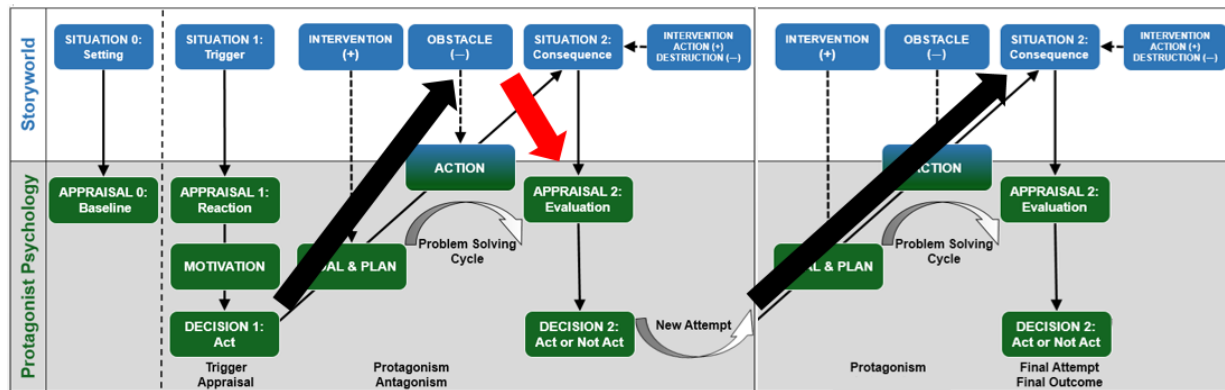 Storyworld
SITUATION 0:
Setting
SITUATION 1:
Trigger
INTERVENTION
(+)
OBSTACLE
(—)
SITUATION 2:
Consequence
INTERVENTION
ACTION (+)
DESTRUCTION (—)
INTERVENTION
(+)
OBSTACLE
(—)
SITUATION 2:
Consequence
INTERVENTION
ACTION (+)
DESTRUCTION (—)
Protagonist Psychology
APPRAISAL 0:
Baseline
APPRAISAL 1:
Reaction
MOTIVATION
DECISION 1:
Act
Trigger
Appraisal
& PLAN
ACTION
Problem Solving
Cycle
Protagonism
Antagonism
APPRAISAL 2:
Evaluation
DECISION 2:
Act or Not Act
New Attempt
& PLAN
ACTION
Problem Solving
Cycle
Protagonism
APPRAISAL 2:
Evaluation
DECISION 2:
Act or Not Act
Final Attempt
Final Outcome